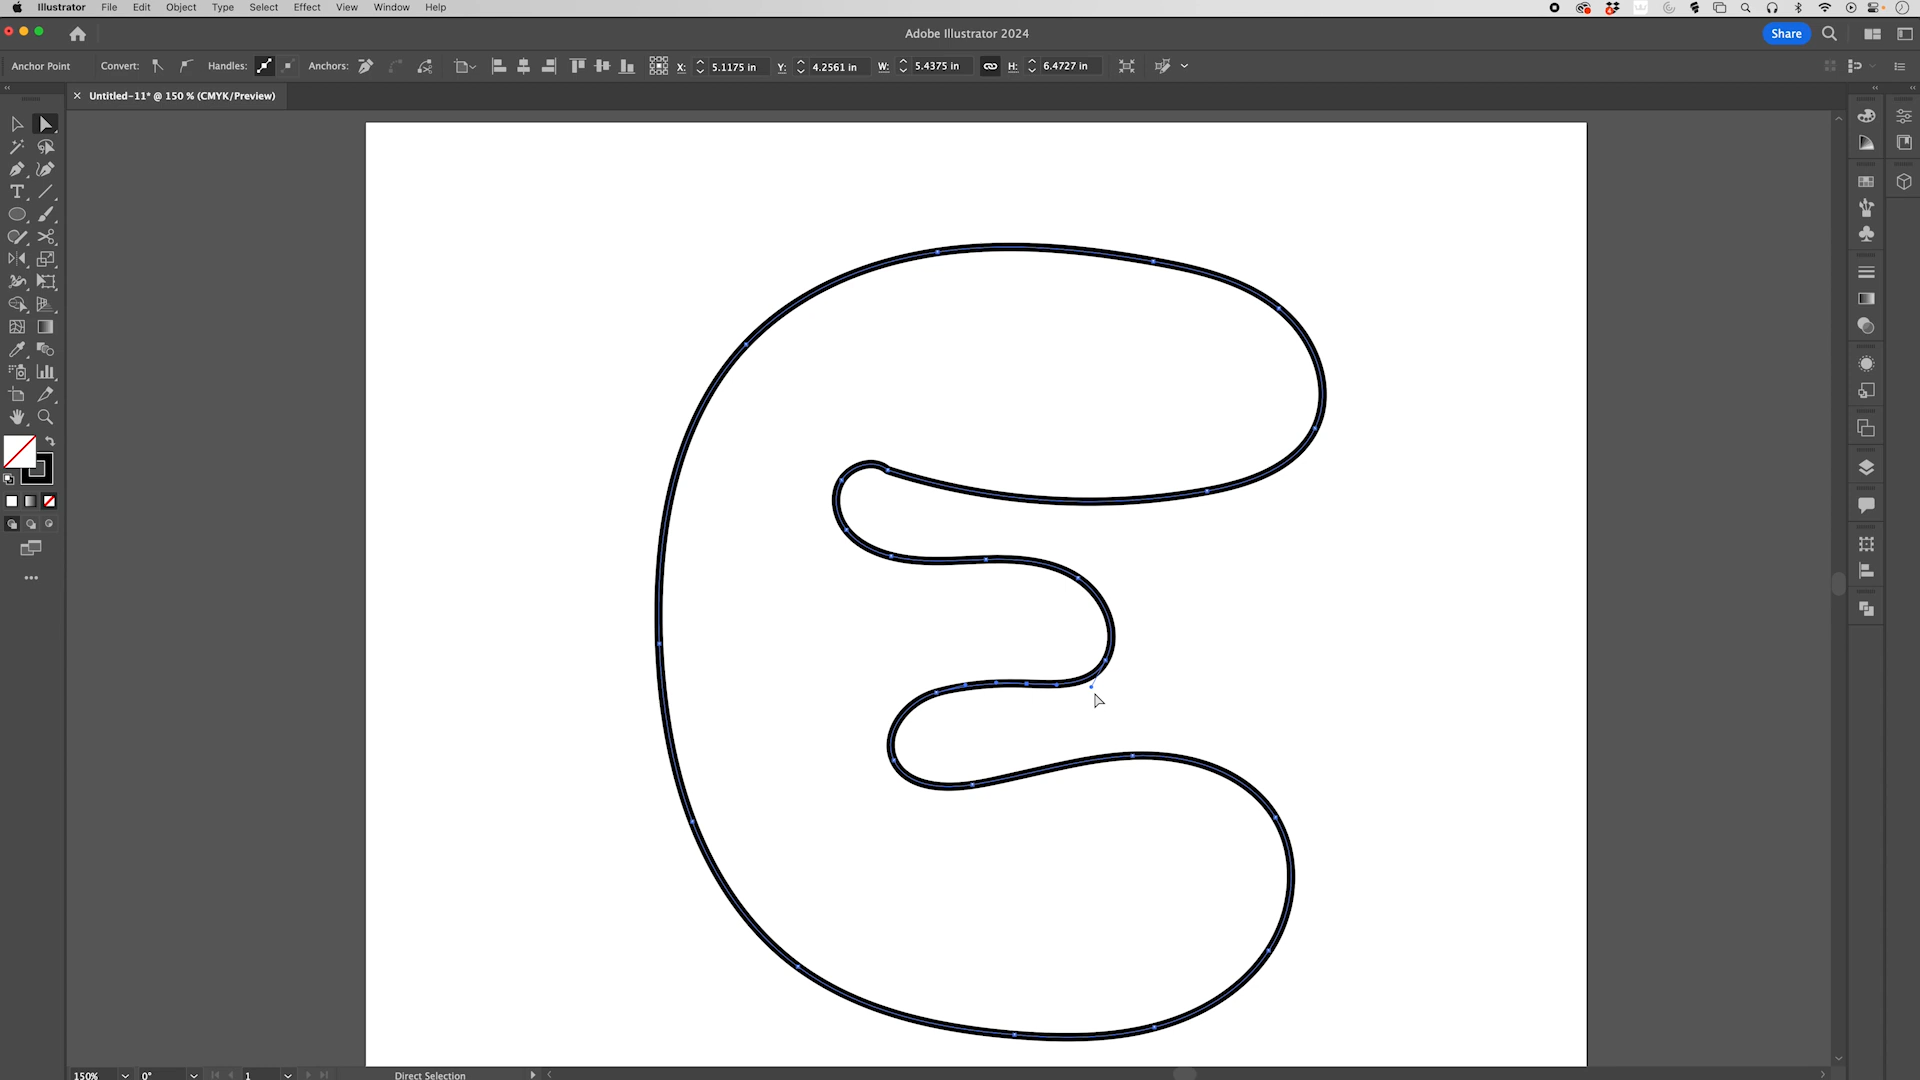 Illustrator File Edit Object Type Select Effect View Window Help
Adobe Illustrator 2024
Share
Anchor Point Convert: Handles: Anchors: X: 5.1175 in Y: 4.2561 in W: 5.4375 in H: 6.4727 in
Untitled-11* @ 150 % (CMYK/Preview)
150% 0° 1 Direct Selection